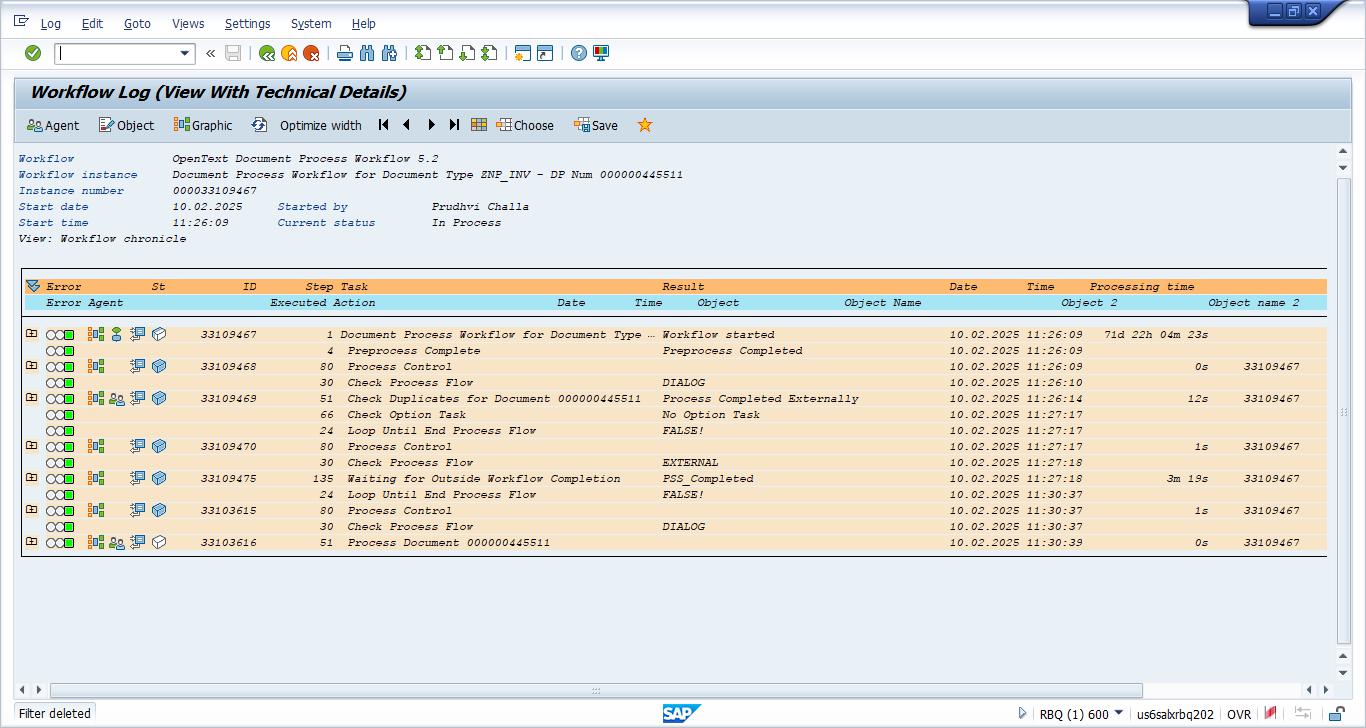 Log Edit Goto Views Settings System Help
Workflow Log (View With Technical Details)
Agent Object Graphic Optimize width Choose Save
Workflow OpenText Document Process Workflow 5.2
Workflow instance Document Process Workflow for Document Type ZNP_INV - DP Num 000000445511
Instance number 000033109467
Start date 10.02.2025 Started by Prudhvi Challa
Start time 11:26:09 Current status In Process
View: Workflow chronicle
Error St ID Step Task Result Date Time Processing time
Error Agent Executed Action Date Time Object Object Name Object 2 Object name 2
33109467 1 Document Process Workflow for Document Type … Workflow started 10.02.2025 11:26:09 71d 22h 04m 23s
4 Preprocess Complete Preprocess Completed 10.02.2025 11:26:09
33109468 80 Process Control 10.02.2025 11:26:09 0s 33109467
30 Check Process Flow DIALOG 10.02.2025 11:26:10
33109469 51 Check Duplicates for Document 000000445511 Process Completed Externally 10.02.2025 11:26:14 12s 33109467
66 Check Option Task No Option Task 10.02.2025 11:27:17
24 Loop Until End Process Flow FALSE! 10.02.2025 11:27:17
33109470 80 Process Control 10.02.2025 11:27:17 1s 33109467
30 Check Process Flow EXTERNAL 10.02.2025 11:27:18
33109475 135 Waiting for Outside Workflow Completion PSS_Completed 10.02.2025 11:27:18 3m 19s 33109467
24 Loop Until End Process Flow FALSE! 10.02.2025 11:30:37
33103615 80 Process Control 10.02.2025 11:30:37 1s 33109467
30 Check Process Flow DIALOG 10.02.2025 11:30:37
33103616 51 Process Document 000000445511 10.02.2025 11:30:39 0s 33109467
Filter deleted SAP RBQ (1) 600 us6salxrbq202 OVR